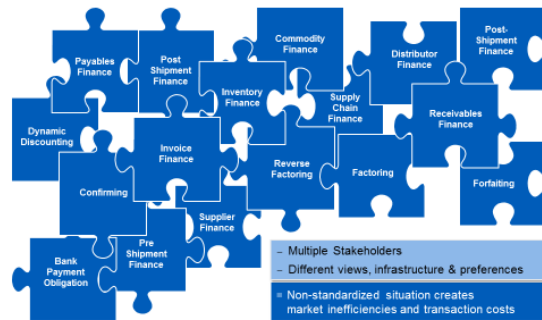 Payables
Finance
Post
Shipment
Finance
Commodity
Finance
Distributor
Finance
Post-
Shipment
Finance
Inventory
Finance
Supply
Chain
Finance
Receivables
Finance
Dynamic
Discounting
Invoice
Finance
Reverse
Factoring
Factoring
Forfaiting
Confirming
Supplier
Finance
Pre
Shipment
Finance
Bank
Payment
Obligation
– Multiple Stakeholders
– Different views, infrastructure & preferences
= Non-standardized situation creates
market inefficiencies and transaction costs